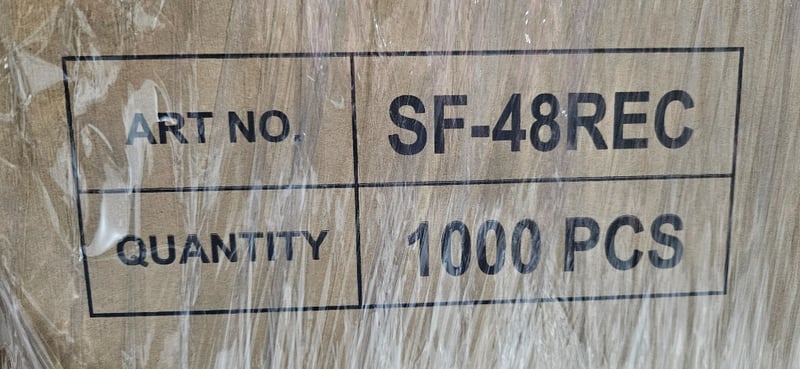 ART NO. SF-48REC
QUANTITY 1000 PCS